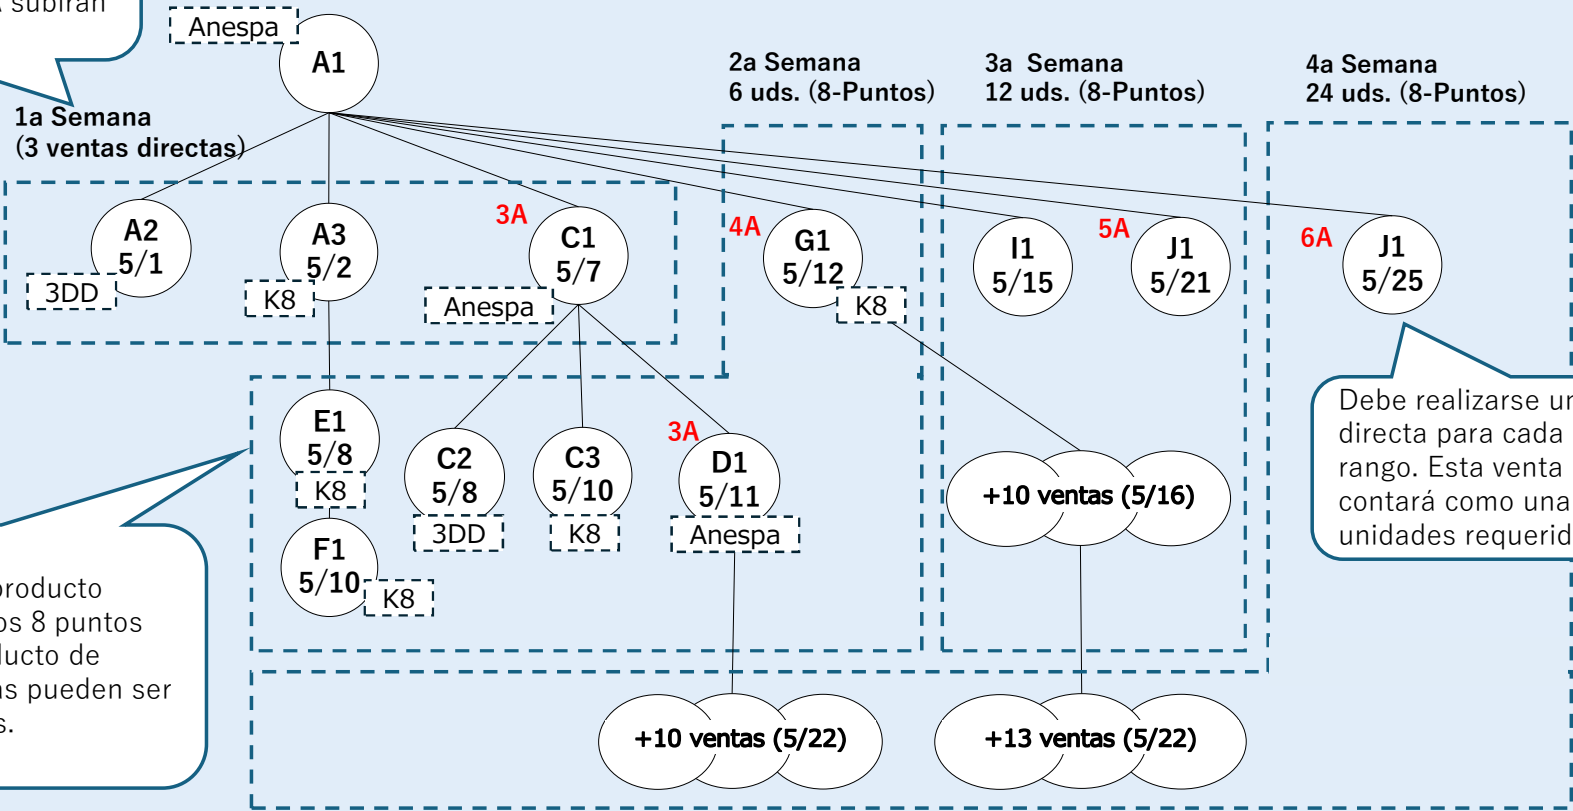 subirán
Anespa
A1
1a Semana
(3 ventas directas)
2a Semana
6 uds. (8-Puntos)
3a Semana
12 uds. (8-Puntos)
4a Semana
24 uds. (8-Puntos)
A2
5/1
3DD
A3
5/2
K8
3A
C1
5/7
Anespa
4A
G1
5/12
K8
I1
5/15
5A
J1
5/21
6A
J1
5/25
E1
5/8
K8
F1
5/10
K8
C2
5/8
3DD
C3
5/10
K8
3A
D1
5/11
Anespa
+10 ventas (5/16)
Debe realizarse un
directa para cada
rango. Esta venta
contará como una
unidades requerid
producto
os 8 puntos
ducto de
as pueden ser
s.
+10 ventas (5/22)
+13 ventas (5/22)